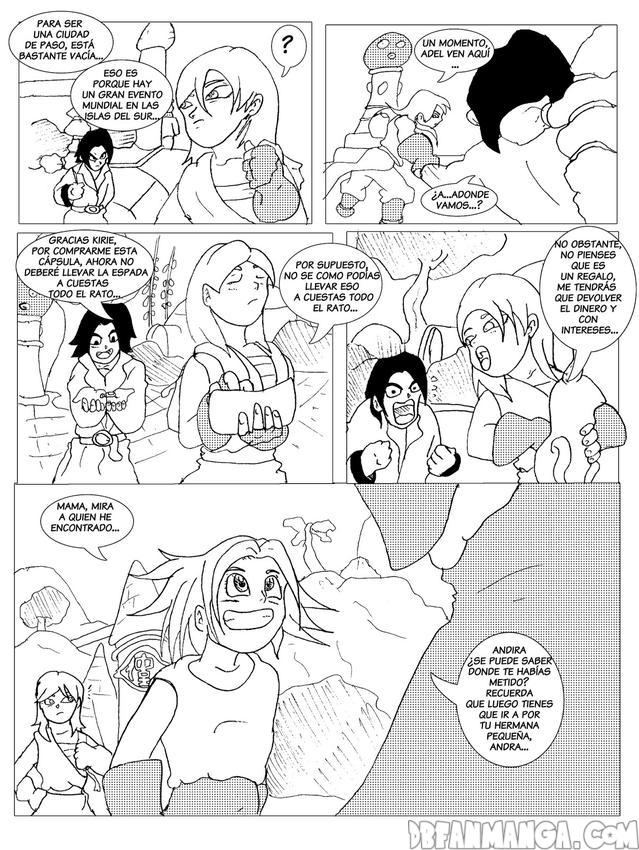 PARA SER
UNA CIUDAD
DE PASO, ESTÁ
BASTANTE VACÍA...
ESO ES
PORQUE HAY
UN GRAN EVENTO
MUNDIAL EN LAS
ISLAS DEL SUR...
?
UN MOMENTO,
ADEL VEN AQUÍ
...
¿A...ADONDE
VAMOS...?
GRACIAS KIRIE,
POR COMPRARME ESTA
CÁPSULA, AHORA NO
DEBERÉ LLEVAR LA ESPADA
A CUESTAS
TODO EL RATO...
POR SUPUESTO,
NO SE COMO PODÍAS
LLEVAR ESO
A CUESTAS TODO
EL RATO...
NO OBSTANTE,
NO PIENSES
QUE ES
UN REGALO,
ME TENDRÁS
QUE DEVOLVER
EL DINERO Y
CON
INTERESES...
MAMA, MIRA
A QUIEN HE
ENCONTRADO...
ANDIRA
¿SE PUEDE SABER
DONDE TE HABÍAS
METIDO?
RECUERDA
QUE LUEGO TIENES
QUE IR A POR
TU HERMANA
PEQUEÑA,
ANDRA...
DBFANMANGA.COM